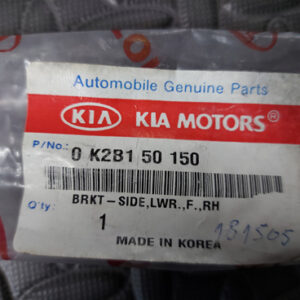 Automobile Genuine Parts
KIA KIA MOTORS®
P/No.: 0 K2B1 50 150
BRKT-SIDE,LWR.,F.,RH
Q'ty: 1
181505
MADE IN KOREA